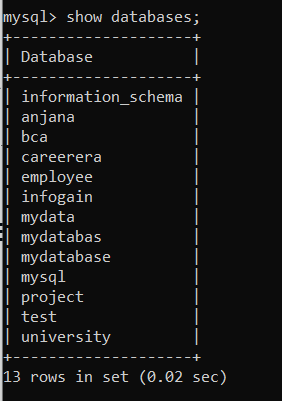 mysql> show databases;
+--------------------+
| Database           |
+--------------------+
| information_schema |
| anjana             |
| bca                |
| careerera          |
| employee           |
| infogain           |
| mydata             |
| mydatabas          |
| mydatabase         |
| mysql              |
| project            |
| test               |
| university         |
+--------------------+
13 rows in set (0.02 sec)